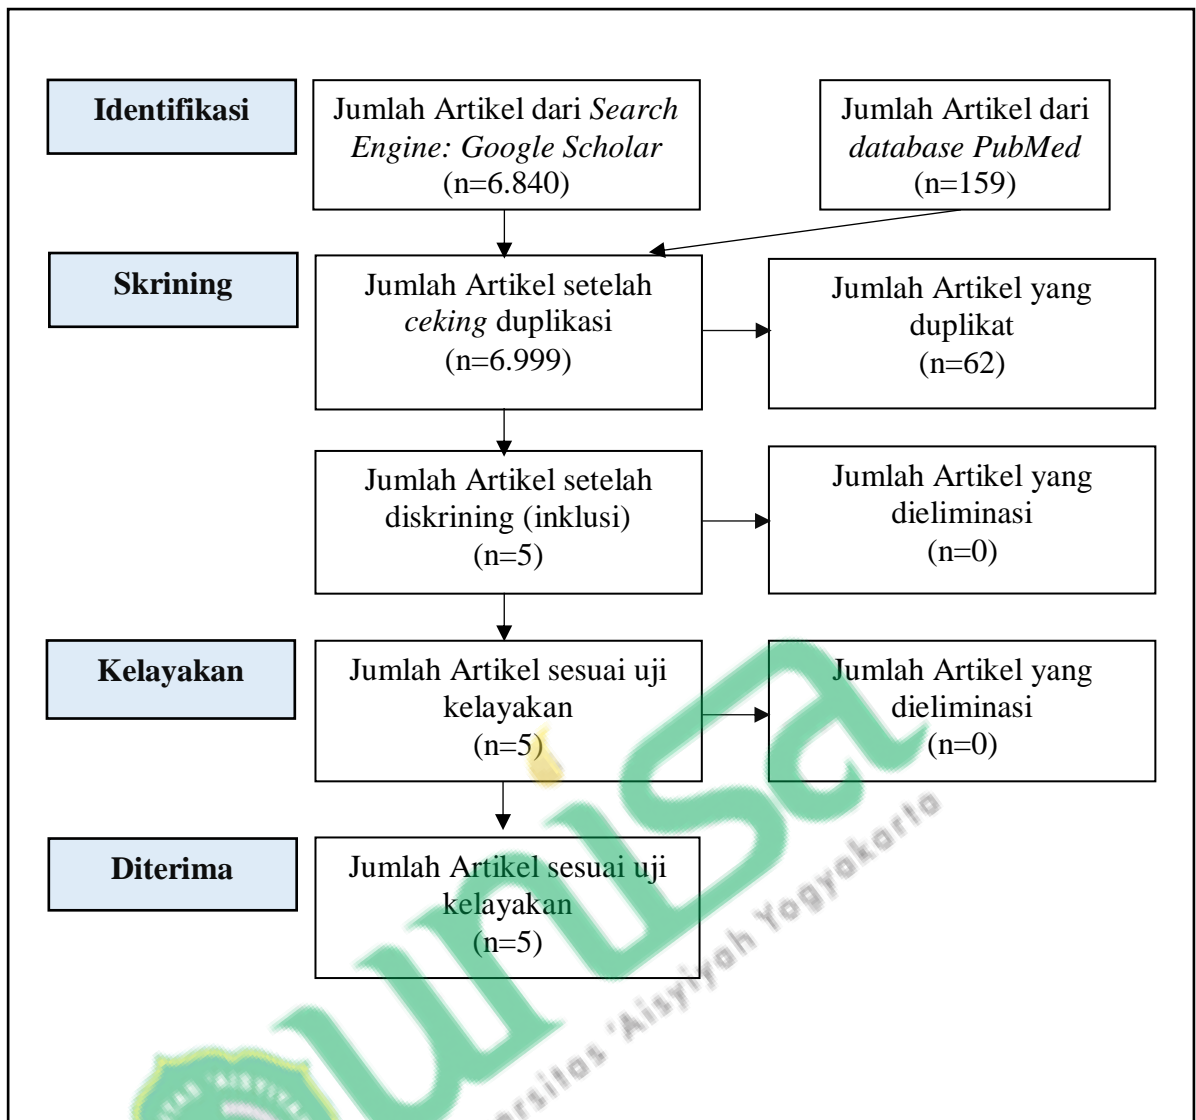 Identifikasi
Jumlah Artikel dari Search
Engine: Google Scholar
(n=6.840)
Jumlah Artikel dari
database PubMed
(n=159)
Skrining
Jumlah Artikel setelah
ceking duplikasi
(n=6.999)
Jumlah Artikel yang
duplikat
(n=62)
Jumlah Artikel setelah
diskrining (inklusi)
(n=5)
Jumlah Artikel yang
dieliminasi
(n=0)
Kelayakan
Jumlah Artikel sesuai uji
kelayakan
(n=5)
Jumlah Artikel yang
dieliminasi
(n=0)
Diterima
Jumlah Artikel sesuai uji
kelayakan
(n=5)
unisa
'Aisyiyah Yogyakarta